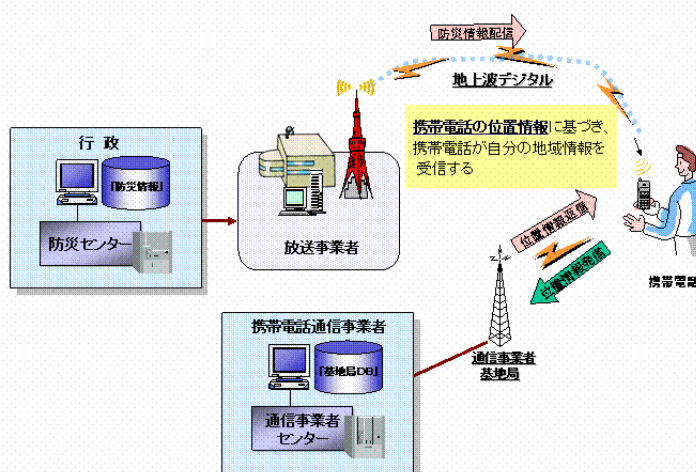 防災情報配信
地上波デジタル
携帯電話の位置情報に基づき、
携帯電話が自分の地域情報を
受信する
行 政
『防災情報』
防災センター
放送事業者
位置情報返信
位置情報発信
携帯電
通信事業者
基地局
携帯電話通信事業者
『基地局DB』
通信事業者
センター